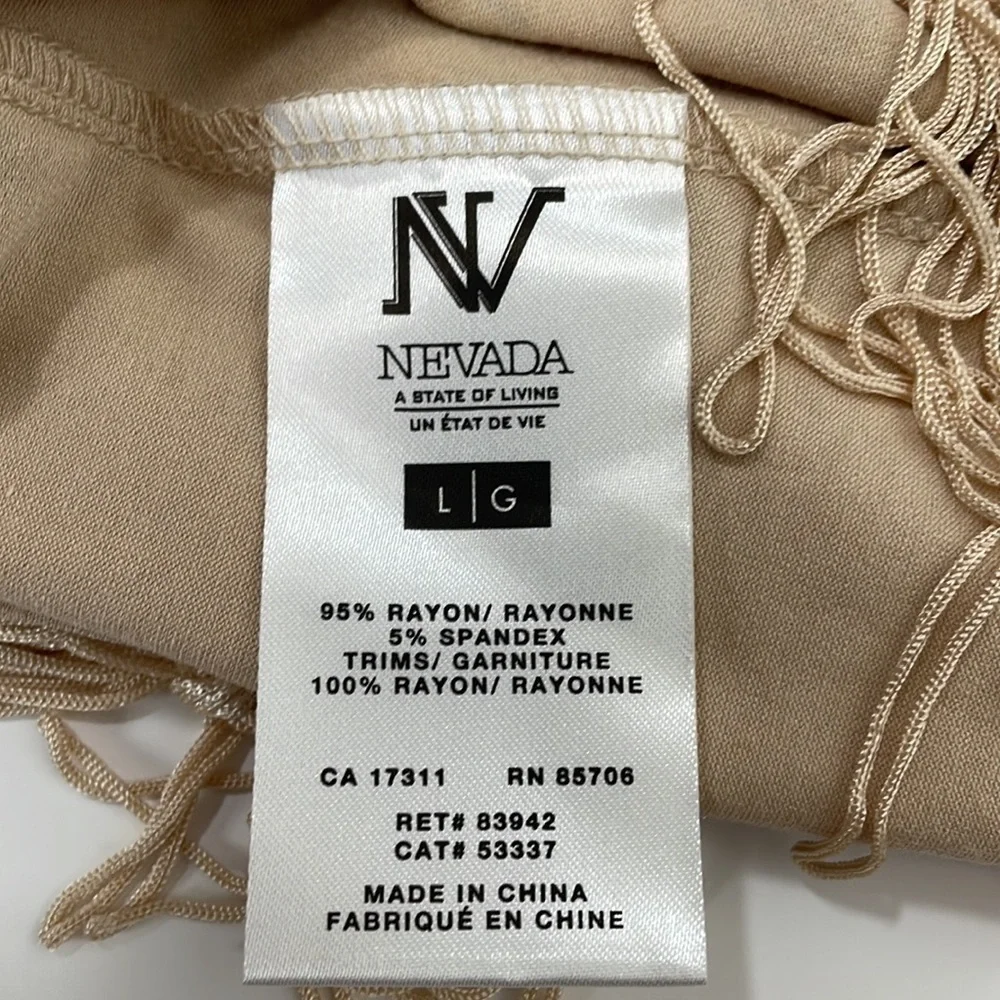 NV
NEVADA
A STATE OF LIVING
UN ÉTAT DE VIE
L | G
95% RAYON/ RAYONNE
5% SPANDEX
TRIMS/ GARNITURE
100% RAYON/ RAYONNE
CA 17311 RN 85706
RET# 83942
CAT# 53337
MADE IN CHINA
FABRIQUÉ EN CHINE